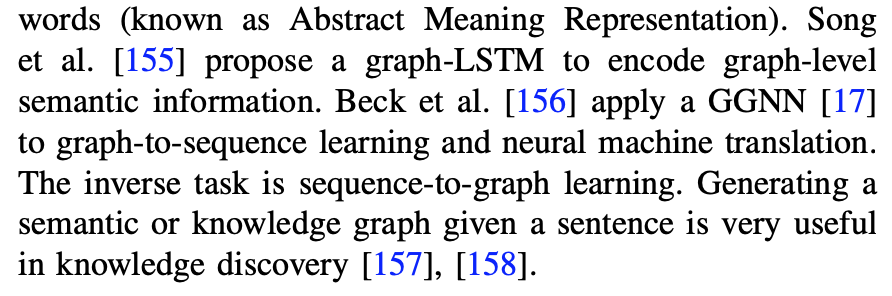 words (known as Abstract Meaning Representation). Song
et al. [155] propose a graph-LSTM to encode graph-level
semantic information. Beck et al. [156] apply a GGNN [17]
to graph-to-sequence learning and neural machine translation.
The inverse task is sequence-to-graph learning. Generating a
semantic or knowledge graph given a sentence is very useful
in knowledge discovery [157], [158].